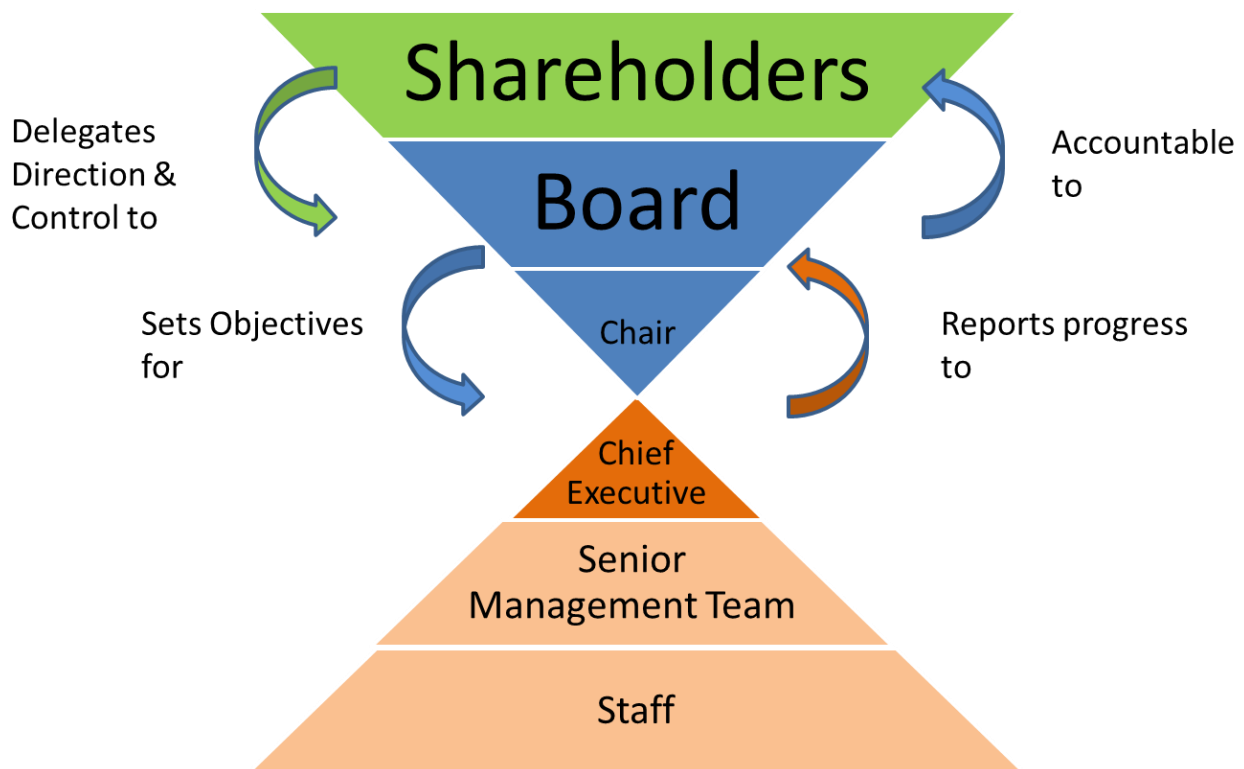 Shareholders
Delegates
Direction &
Control to
Accountable
to
Board
Sets Objectives
for
Chair
Reports progress
to
Chief
Executive
Senior
Management Team
Staff